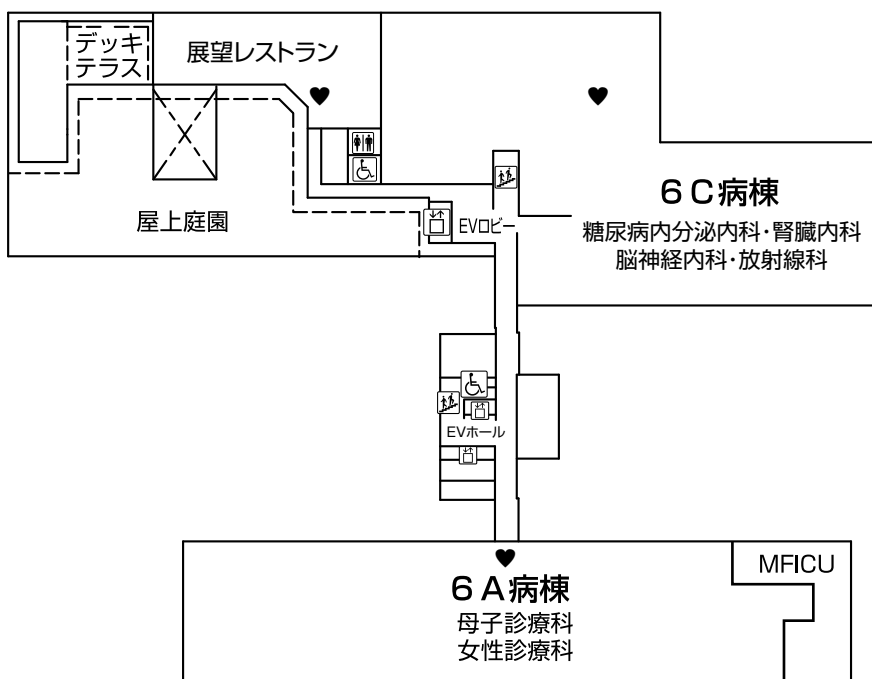 デッキ
テラス
展望レストラン
屋上庭園
EVロビー
6C病棟
糖尿病内分泌内科・腎臓内科
脳神経内科・放射線科
EVホール
6A病棟
母子診療科
女性診療科
MFICU